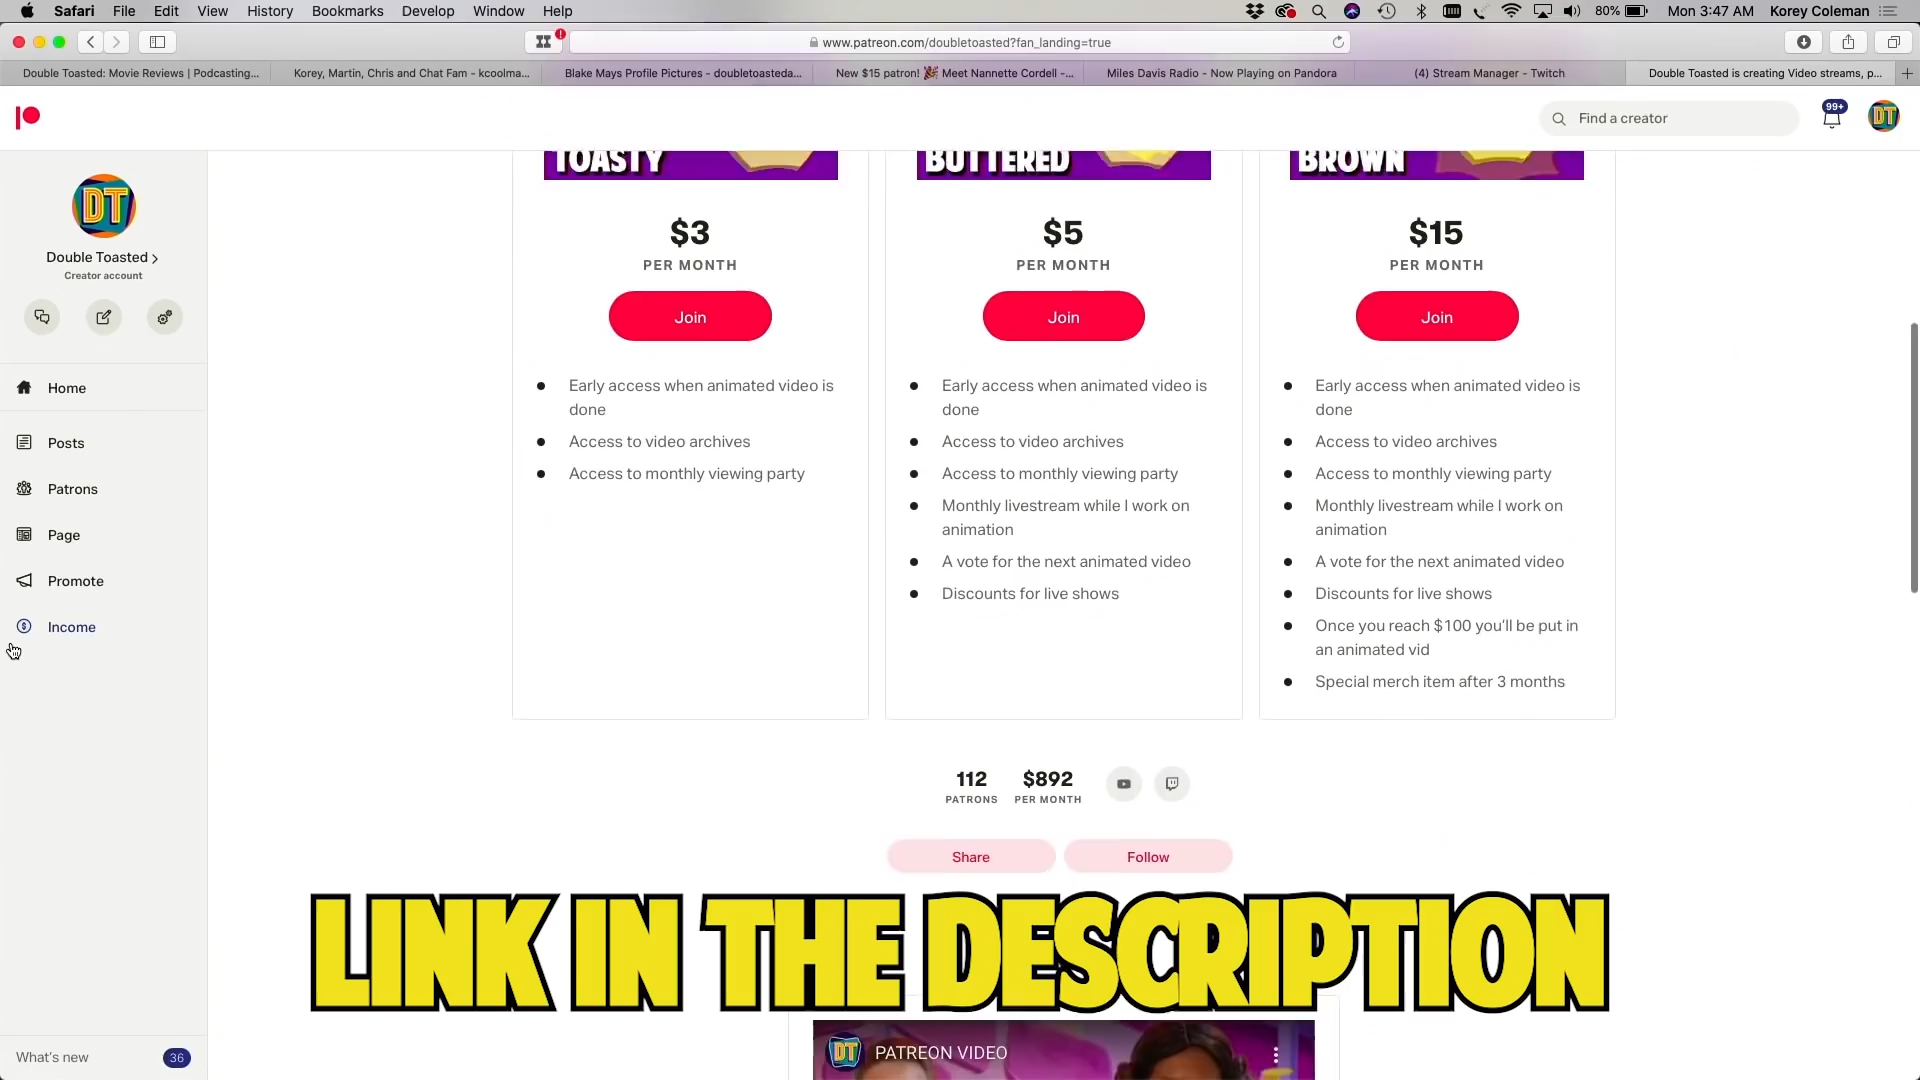 Safari File Edit View History Bookmarks Develop Window Help 80% Mon 3:47 AM Korey Coleman
www.patreon.com/doubletoasted?fan_landing=true
Double Toasted: Movie Reviews | Podcasting...
Korey, Martin, Chris and Chat Fam - kcoolma...
Blake Mays Profile Pictures - doubletoasteda...
New $15 patron! 🎉 Meet Nannette Cordell -...
Miles Davis Radio - Now Playing on Pandora
(4) Stream Manager - Twitch
Double Toasted is creating Video streams, p...
Find a creator
99+
DT
DT
Double Toasted
Creator account
Home
Posts
Patrons
Page
Promote
Income
What's new 36
TOASTY
$3
PER MONTH
Join
Early access when animated video is
done
Access to video archives
Access to monthly viewing party
BUTTERED
$5
PER MONTH
Join
Early access when animated video is
done
Access to video archives
Access to monthly viewing party
Monthly livestream while I work on
animation
A vote for the next animated video
Discounts for live shows
BROWN
$15
PER MONTH
Join
Early access when animated video is
done
Access to video archives
Access to monthly viewing party
Monthly livestream while I work on
animation
A vote for the next animated video
Discounts for live shows
Once you reach $100 you'll be put in
an animated vid
Special merch item after 3 months
112 $892
PATRONS PER MONTH
Share Follow
LINK IN THE DESCRIPTION
DT PATREON VIDEO